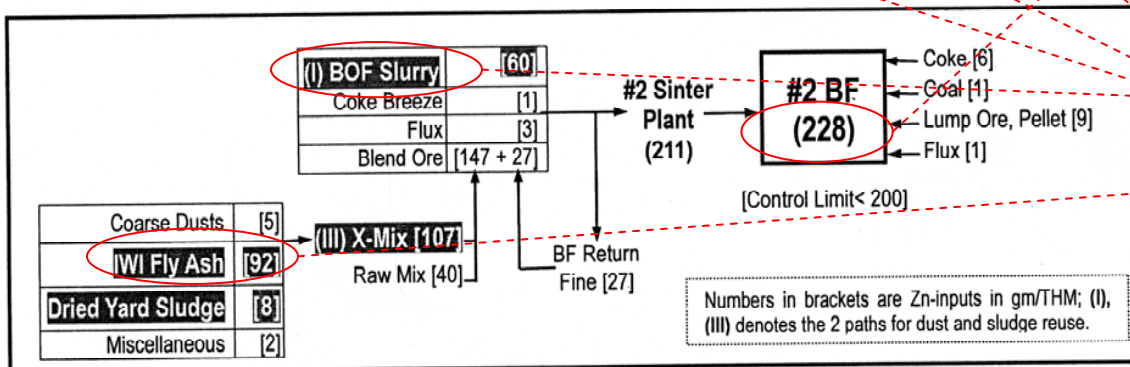 (I) BOF Slurry [60]
Coke Breeze [1]
Flux [3]
Blend Ore [147 + 27]
#2 Sinter
Plant
(211)
#2 BF
(228)
Coke [6]
Coal [1]
Lump Ore, Pellet [9]
Flux [1]
[Control Limit< 200]
Coarse Dusts [5]
IWI Fly Ash [92]
Dried Yard Sludge [8]
Miscellaneous [2]
(III) X-Mix [107]
Raw Mix [40]
BF Return
Fine [27]
Numbers in brackets are Zn-inputs in gm/THM; (I),
(III) denotes the 2 paths for dust and sludge reuse.